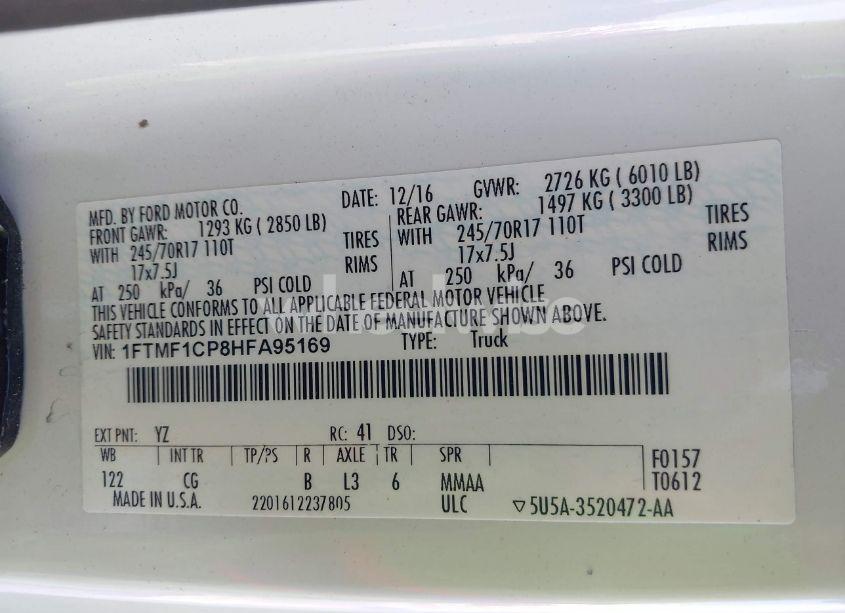 MFD. BY FORD MOTOR CO.
DATE: 12/16 GVWR: 2726 KG ( 6010 LB)
FRONT GAWR: 1293 KG ( 2850 LB)
WITH 245/70R17 110T TIRES
17x7.5J RIMS
AT 250 kPa/ 36 PSI COLD
REAR GAWR: 1497 KG ( 3300 LB)
WITH 245/70R17 110T TIRES
17x7.5J RIMS
AT 250 kPa/ 36 PSI COLD
THIS VEHICLE CONFORMS TO ALL APPLICABLE FEDERAL MOTOR VEHICLE
SAFETY STANDARDS IN EFFECT ON THE DATE OF MANUFACTURE SHOWN ABOVE.
VIN: 1FTMF1CP8HFA95169 TYPE: Truck
EXT PNT: YZ RC: 41 DSO:
WB INT TR TP/PS R AXLE TR SPR
122 CG B L3 6 MMAA
F0157
T0612
MADE IN U.S.A. 2201612237805 ULC ▽5U5A-3520472-AA